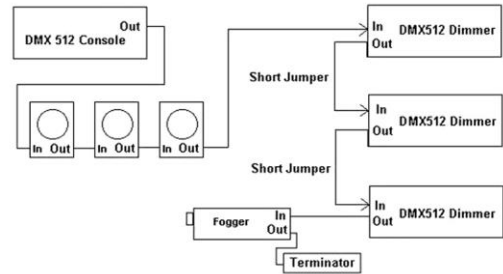 Out
DMX 512 Console
In Out In Out In Out
In
Out
DMX512 Dimmer
Short Jumper
In
Out
DMX512 Dimmer
Short Jumper
In
Out
DMX512 Dimmer
Fogger
In
Out
Terminator